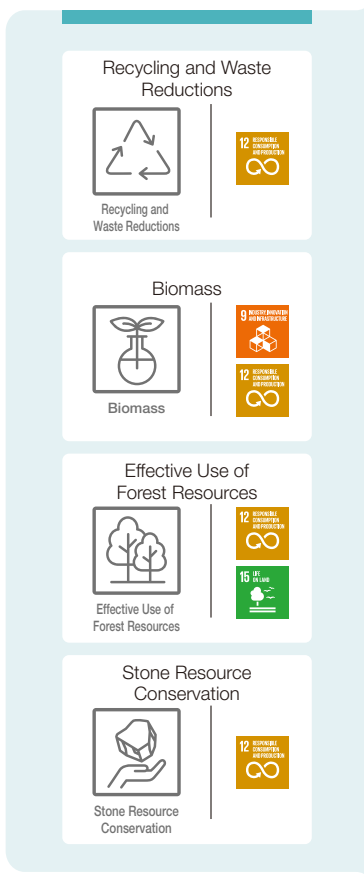 Recycling and Waste
Reductions
Recycling and
Waste Reductions
12 RESPONSIBLE
CONSUMPTION
AND PRODUCTION
Biomass
Biomass
9 INDUSTRY, INNOVATION
AND INFRASTRUCTURE
12 RESPONSIBLE
CONSUMPTION
AND PRODUCTION
Effective Use of
Forest Resources
Effective Use of
Forest Resources
12 RESPONSIBLE
CONSUMPTION
AND PRODUCTION
15 LIFE
ON LAND
Stone Resource
Conservation
Stone Resource
Conservation
12 RESPONSIBLE
CONSUMPTION
AND PRODUCTION